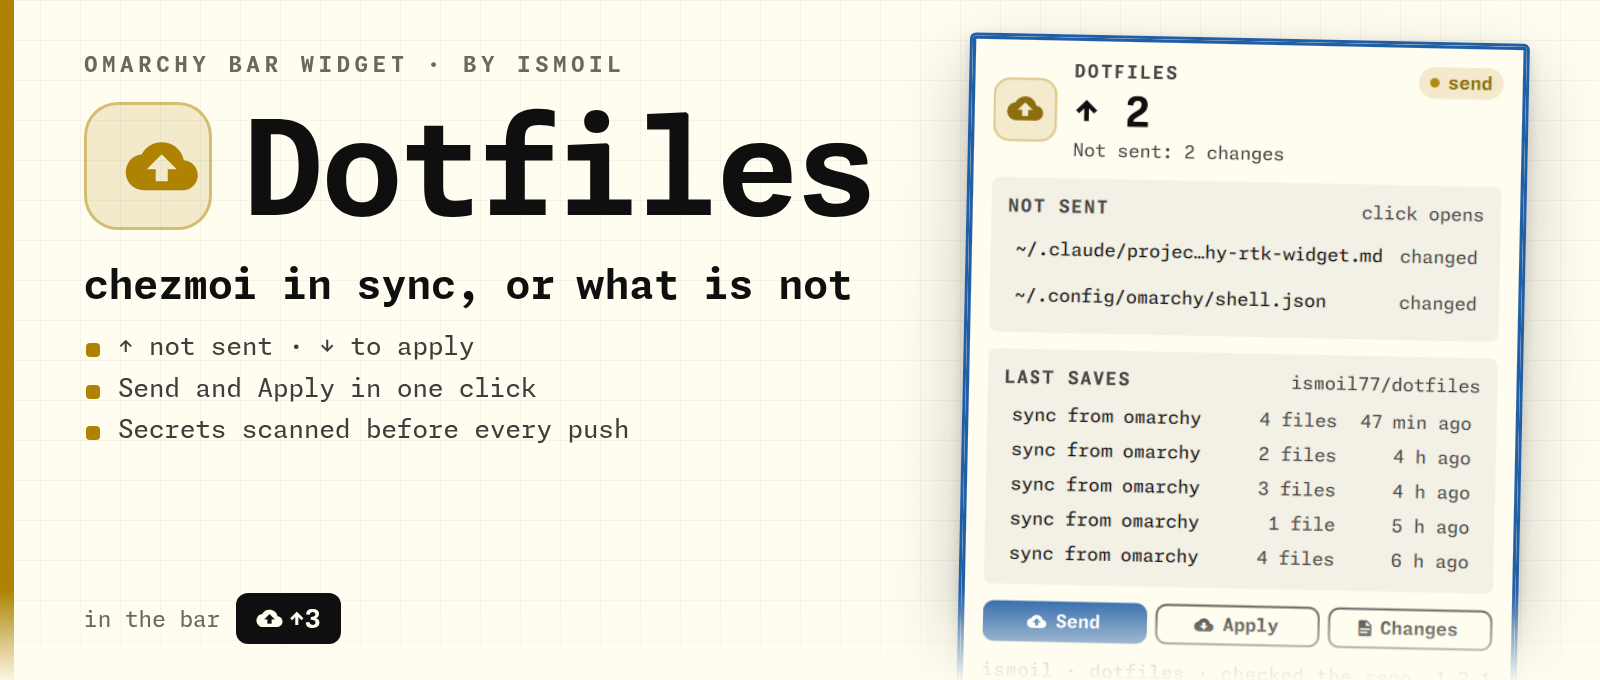 OMARCHY BAR WIDGET · BY ISMOIL
Dotfiles
chezmoi in sync, or what is not
↑ not sent · ↓ to apply
Send and Apply in one click
Secrets scanned before every push
in the bar ↑3
DOTFILES
send
↑ 2
Not sent: 2 changes
NOT SENT click opens
~/.claude/projec…hy-rtk-widget.md changed
~/.config/omarchy/shell.json changed
LAST SAVES ismoil77/dotfiles
sync from omarchy 4 files 47 min ago
sync from omarchy 2 files 4 h ago
sync from omarchy 3 files 4 h ago
sync from omarchy 1 file 5 h ago
sync from omarchy 4 files 6 h ago
Send Apply Changes
ismoil · dotfiles · checked the repo